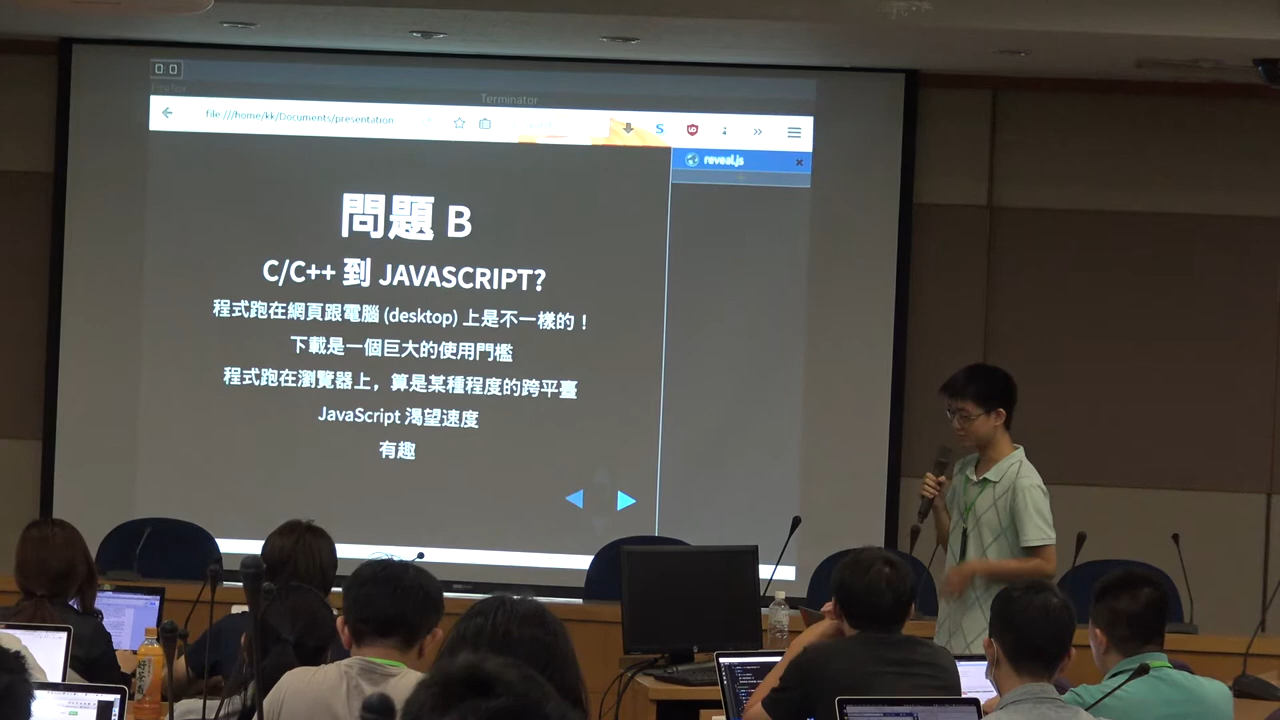 0:0
Firefox
Terminator
file:///home/kk/Documents/presentation
reveal.js
問題 B
C/C++ 到 JAVASCRIPT?
程式跑在網頁跟電腦 (desktop) 上是不一樣的！
下載是一個巨大的使用門檻
程式跑在瀏覽器上，算是某種程度的跨平臺
JavaScript 渴望速度
有趣